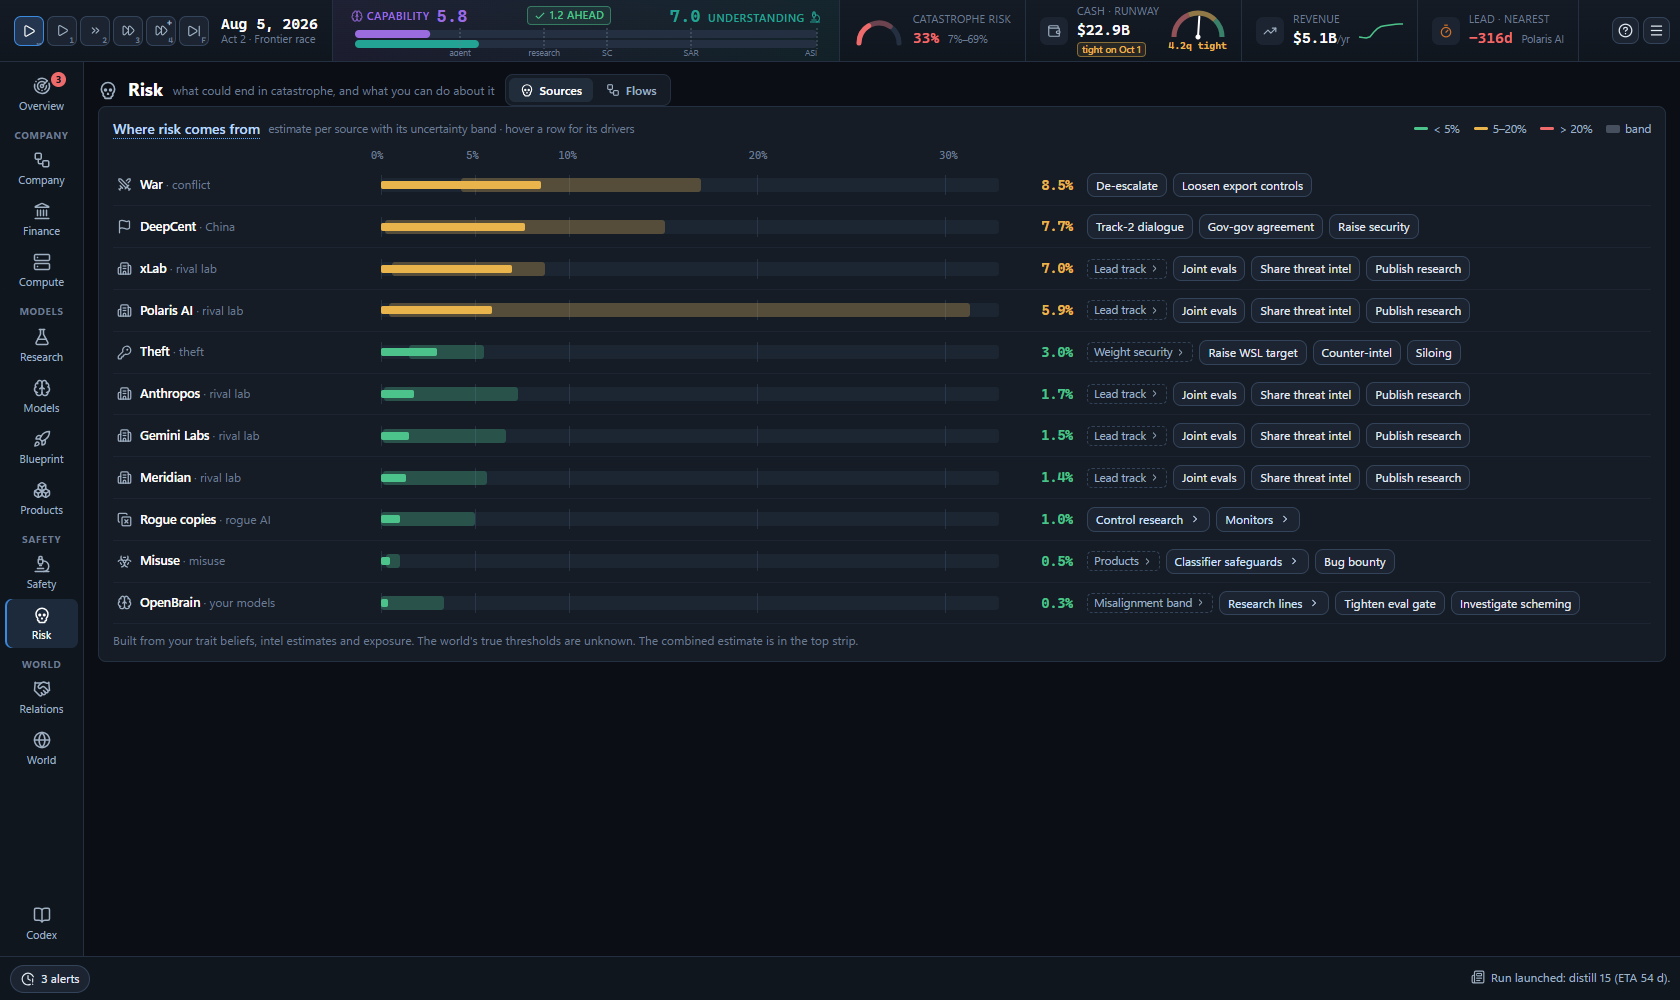 1
2
3
4
F
Aug 5, 2026
Act 2 · Frontier race
CAPABILITY 5.8
1.2 AHEAD
7.0 UNDERSTANDING
agent
research
SC
SAR
ASI
CATASTROPHE RISK
33% 7%–69%
CASH · RUNWAY
$22.9B
tight on Oct 1
4.2q tight
REVENUE
$5.1B/yr
LEAD · NEAREST
−316d Polaris AI
3
Overview
COMPANY
Company
Finance
Compute
MODELS
Research
Models
Blueprint
Products
SAFETY
Safety
Risk
WORLD
Relations
World
Codex
Risk what could end in catastrophe, and what you can do about it
Sources
Flows
Where risk comes from estimate per source with its uncertainty band · hover a row for its drivers
< 5%
5–20%
> 20%
band
0% 5% 10% 20% 30%
War · conflict 8.5% De-escalate Loosen export controls
DeepCent · China 7.7% Track-2 dialogue Gov-gov agreement Raise security
xLab · rival lab 7.0% Lead track › Joint evals Share threat intel Publish research
Polaris AI · rival lab 5.9% Lead track › Joint evals Share threat intel Publish research
Theft · theft 3.0% Weight security › Raise WSL target Counter-intel Siloing
Anthropos · rival lab 1.7% Lead track › Joint evals Share threat intel Publish research
Gemini Labs · rival lab 1.5% Lead track › Joint evals Share threat intel Publish research
Meridian · rival lab 1.4% Lead track › Joint evals Share threat intel Publish research
Rogue copies · rogue AI 1.0% Control research › Monitors ›
Misuse · misuse 0.5% Products › Classifier safeguards › Bug bounty
OpenBrain · your models 0.3% Misalignment band › Research lines › Tighten eval gate Investigate scheming
Built from your trait beliefs, intel estimates and exposure. The world's true thresholds are unknown. The combined estimate is in the top strip.
3 alerts
Run launched: distill 15 (ETA 54 d).